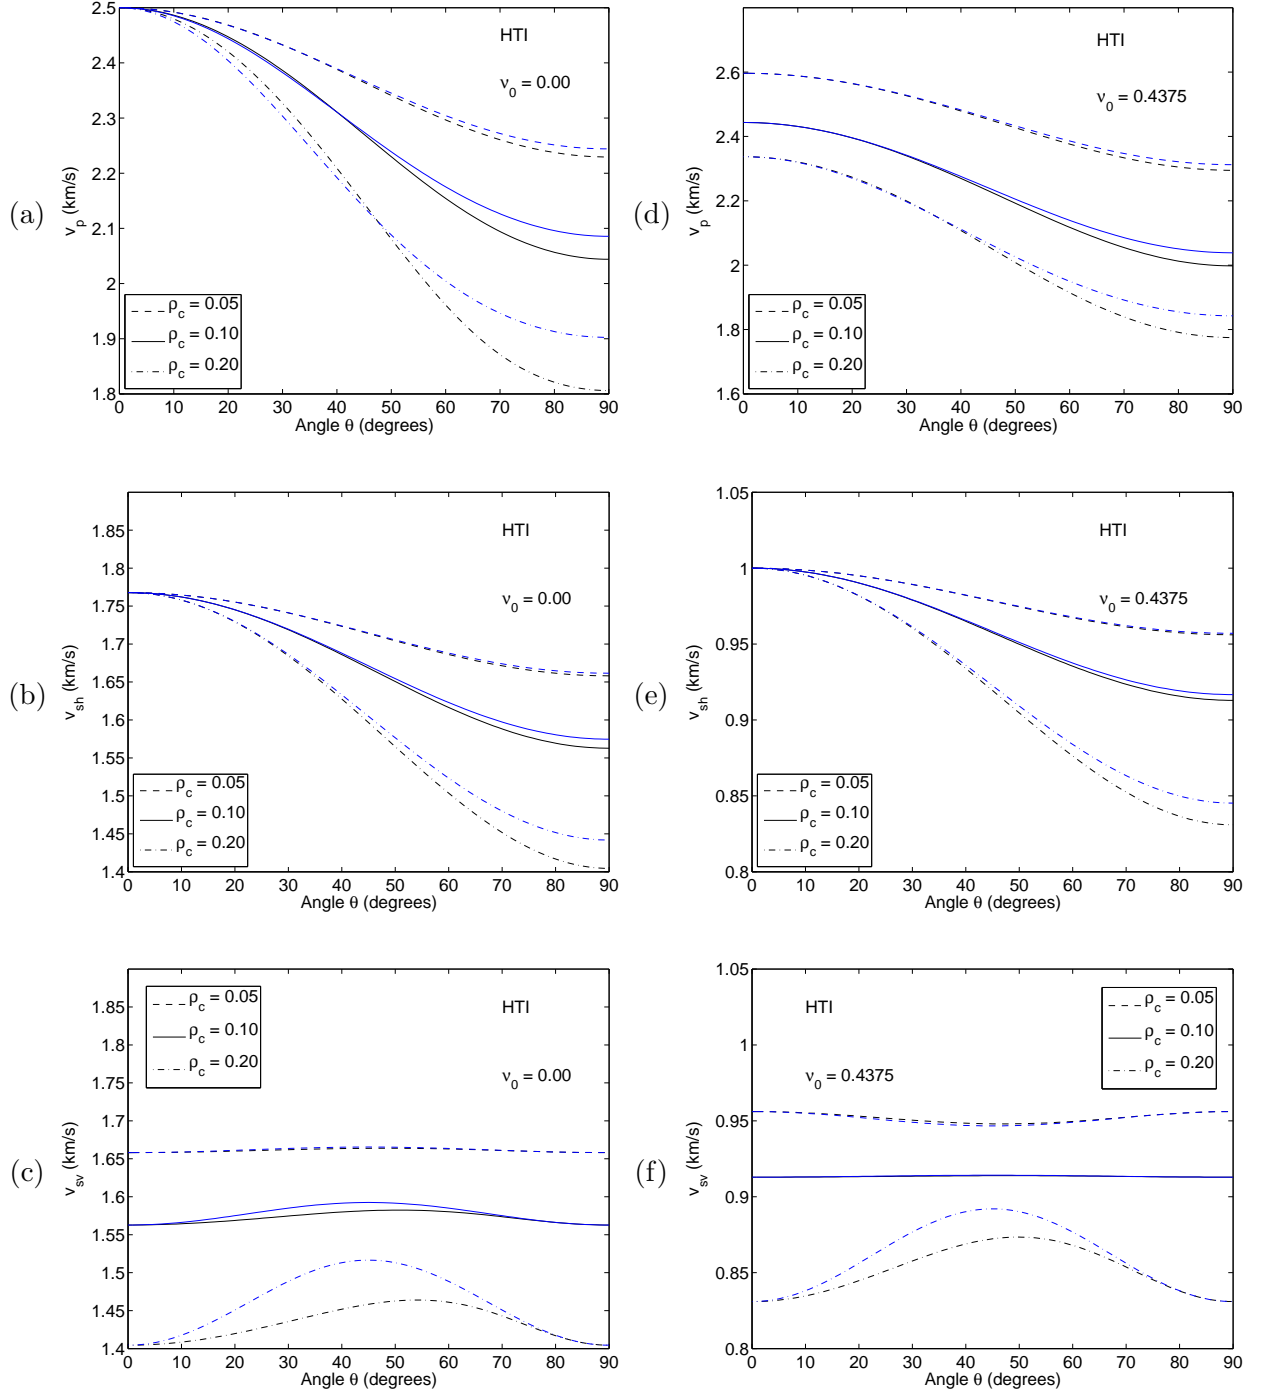 (a)
v_p (km/s)
2.5
2.4
2.3
2.2
2.1
2
1.9
1.8
HTI
ν_0 = 0.00
ρ_c = 0.05
ρ_c = 0.10
ρ_c = 0.20
0 10 20 30 40 50 60 70 80 90
Angle θ (degrees)
(d)
v_p (km/s)
2.6
2.4
2.2
2
1.8
1.6
HTI
ν_0 = 0.4375
ρ_c = 0.05
ρ_c = 0.10
ρ_c = 0.20
0 10 20 30 40 50 60 70 80 90
Angle θ (degrees)
(b)
v_sh (km/s)
1.85
1.8
1.75
1.7
1.65
1.6
1.55
1.5
1.45
1.4
HTI
ν_0 = 0.00
ρ_c = 0.05
ρ_c = 0.10
ρ_c = 0.20
0 10 20 30 40 50 60 70 80 90
Angle θ (degrees)
(e)
v_sh (km/s)
1.05
1
0.95
0.9
0.85
0.8
HTI
ν_0 = 0.4375
ρ_c = 0.05
ρ_c = 0.10
ρ_c = 0.20
0 10 20 30 40 50 60 70 80 90
Angle θ (degrees)
(c)
v_sv (km/s)
1.85
1.8
1.75
1.7
1.65
1.6
1.55
1.5
1.45
1.4
ρ_c = 0.05
ρ_c = 0.10
ρ_c = 0.20
HTI
ν_0 = 0.00
0 10 20 30 40 50 60 70 80 90
Angle θ (degrees)
(f)
v_sv (km/s)
1.05
1
0.95
0.9
0.85
0.8
HTI
ν_0 = 0.4375
ρ_c = 0.05
ρ_c = 0.10
ρ_c = 0.20
0 10 20 30 40 50 60 70 80 90
Angle θ (degrees)